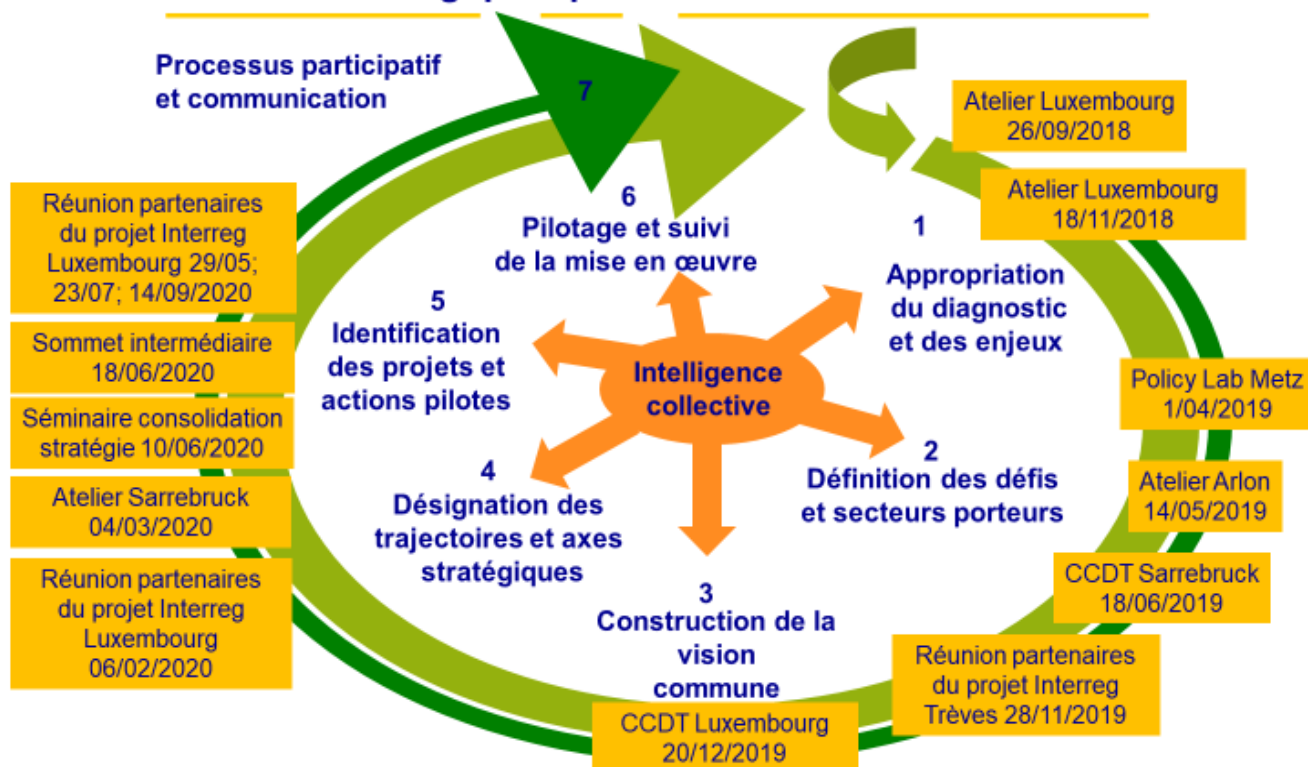 Processus participatif
et communication
7
Atelier Luxembourg
26/09/2018
Atelier Luxembourg
18/11/2018
1
Appropriation
du diagnostic
et des enjeux
Policy Lab Metz
1/04/2019
Atelier Arlon
14/05/2019
2
Définition des défis
et secteurs porteurs
CCDT Sarrebruck
18/06/2019
Réunion partenaires
du projet Interreg
Trèves 28/11/2019
3
Construction de la
vision
commune
CCDT Luxembourg
20/12/2019
4
Désignation des
trajectoires et axes
stratégiques
Réunion partenaires
du projet Interreg
Luxembourg
06/02/2020
Atelier Sarrebruck
04/03/2020
Séminaire consolidation
stratégie 10/06/2020
Sommet intermédiaire
18/06/2020
Réunion partenaires
du projet Interreg
Luxembourg 29/05;
23/07; 14/09/2020
5
Identification
des projets et
actions pilotes
6
Pilotage et suivi
de la mise en œuvre
Intelligence
collective